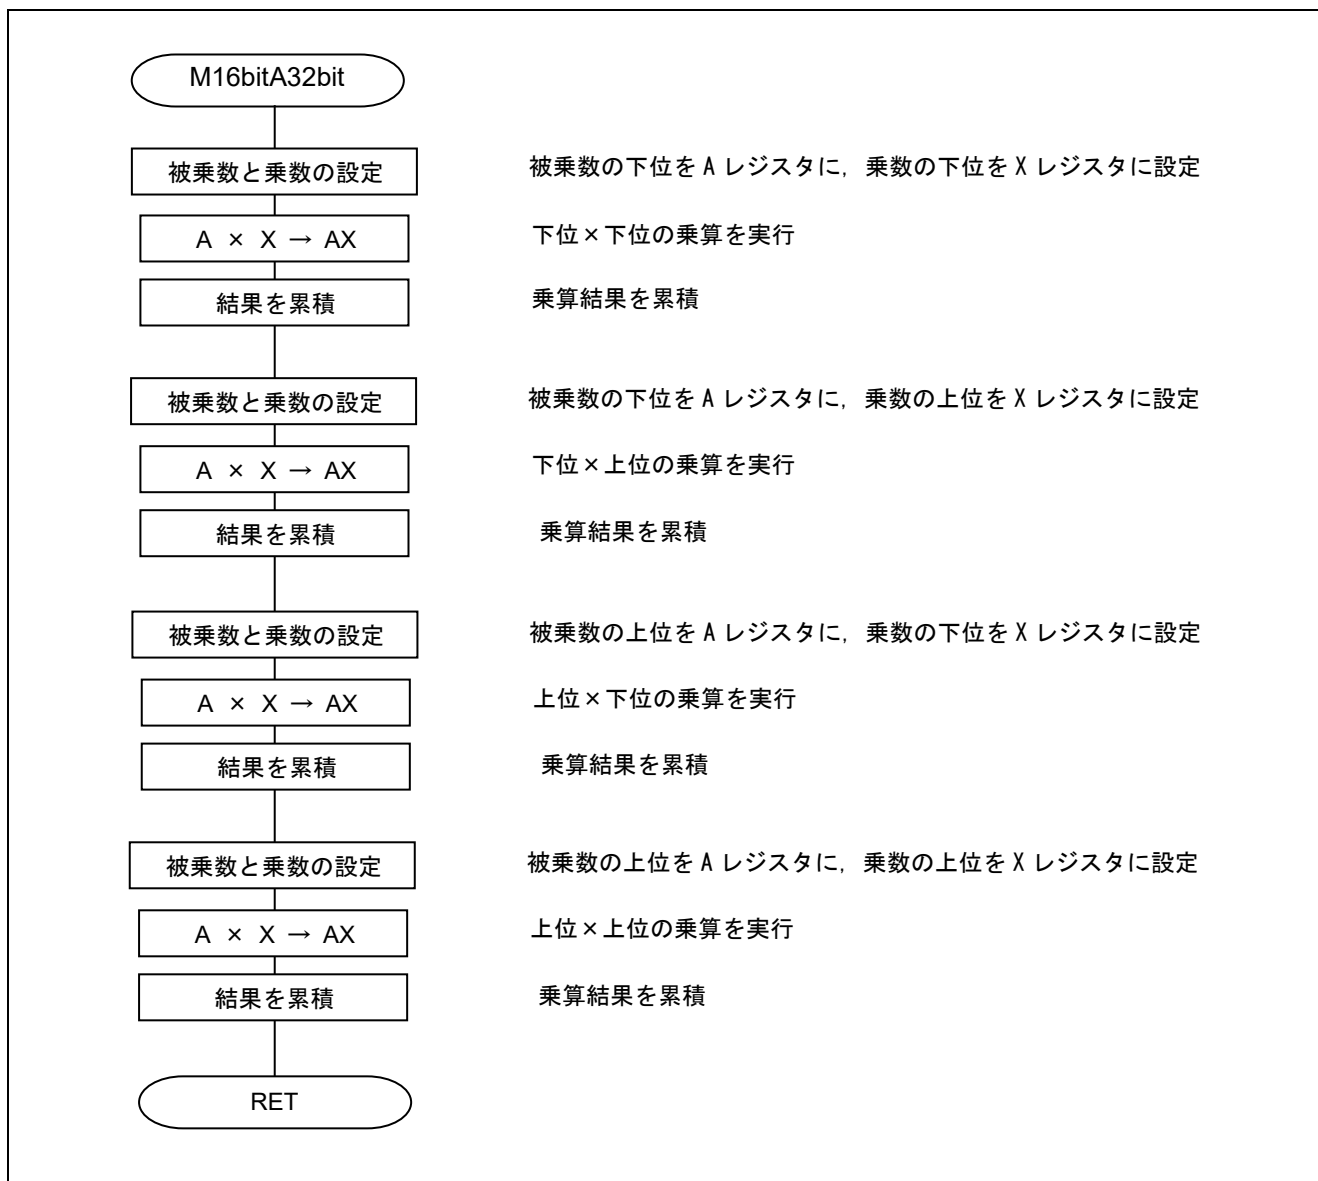 M16bitA32bit
被乗数と乗数の設定 被乗数の下位を A レジスタに，乗数の下位を X レジスタに設定
A × X → AX 下位×下位の乗算を実行
結果を累積 乗算結果を累積
被乗数と乗数の設定 被乗数の下位を A レジスタに，乗数の上位を X レジスタに設定
A × X → AX 下位×上位の乗算を実行
結果を累積 乗算結果を累積
被乗数と乗数の設定 被乗数の上位を A レジスタに，乗数の下位を X レジスタに設定
A × X → AX 上位×下位の乗算を実行
結果を累積 乗算結果を累積
被乗数と乗数の設定 被乗数の上位を A レジスタに，乗数の上位を X レジスタに設定
A × X → AX 上位×上位の乗算を実行
結果を累積 乗算結果を累積
RET